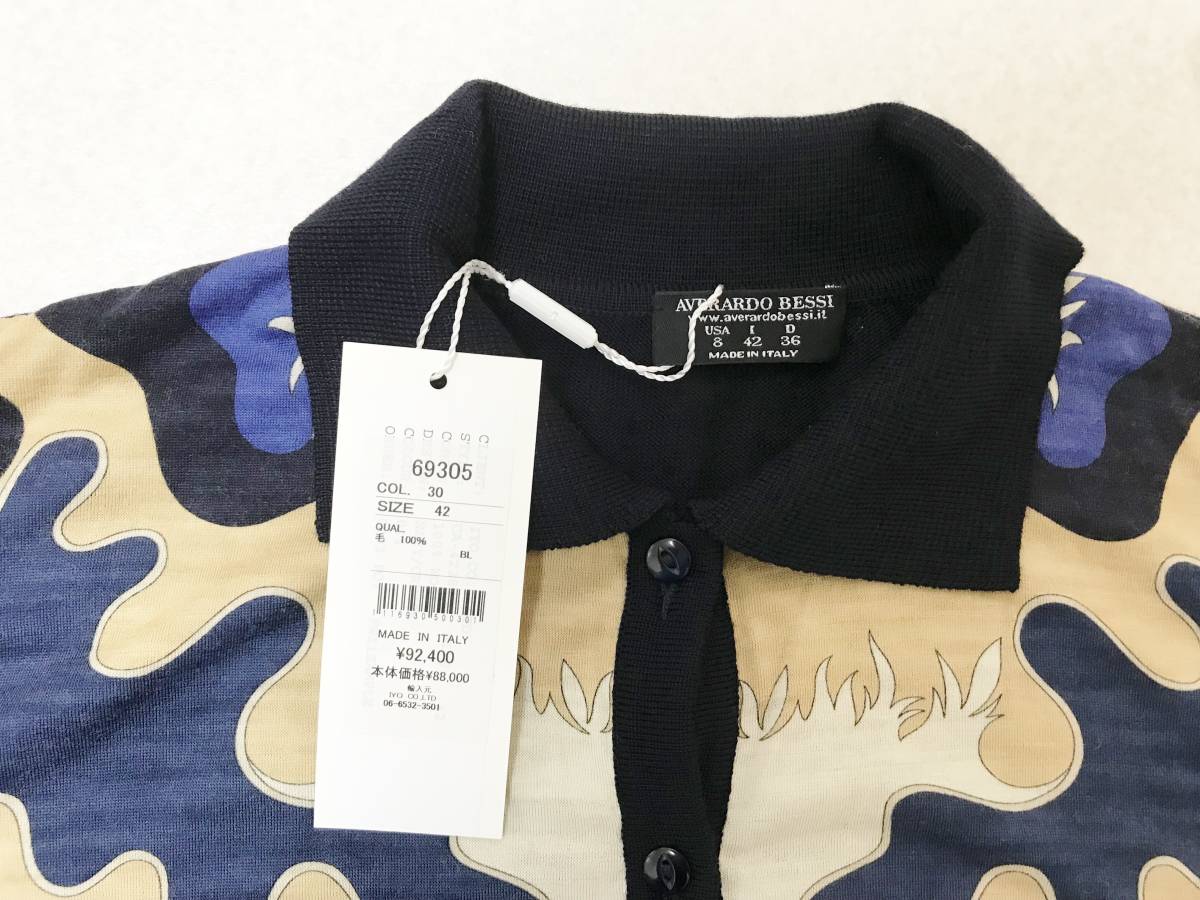 AVERARDO BESSI
www.averardobessi.it
USA I D
8 42 36
MADE IN ITALY
69305
COL. 30
SIZE 42
QUAL.
毛 100%
BL
MADE IN ITALY
¥92,400
本体価格¥88,000
輸入元
IYO CO.,LTD
06-6532-3501